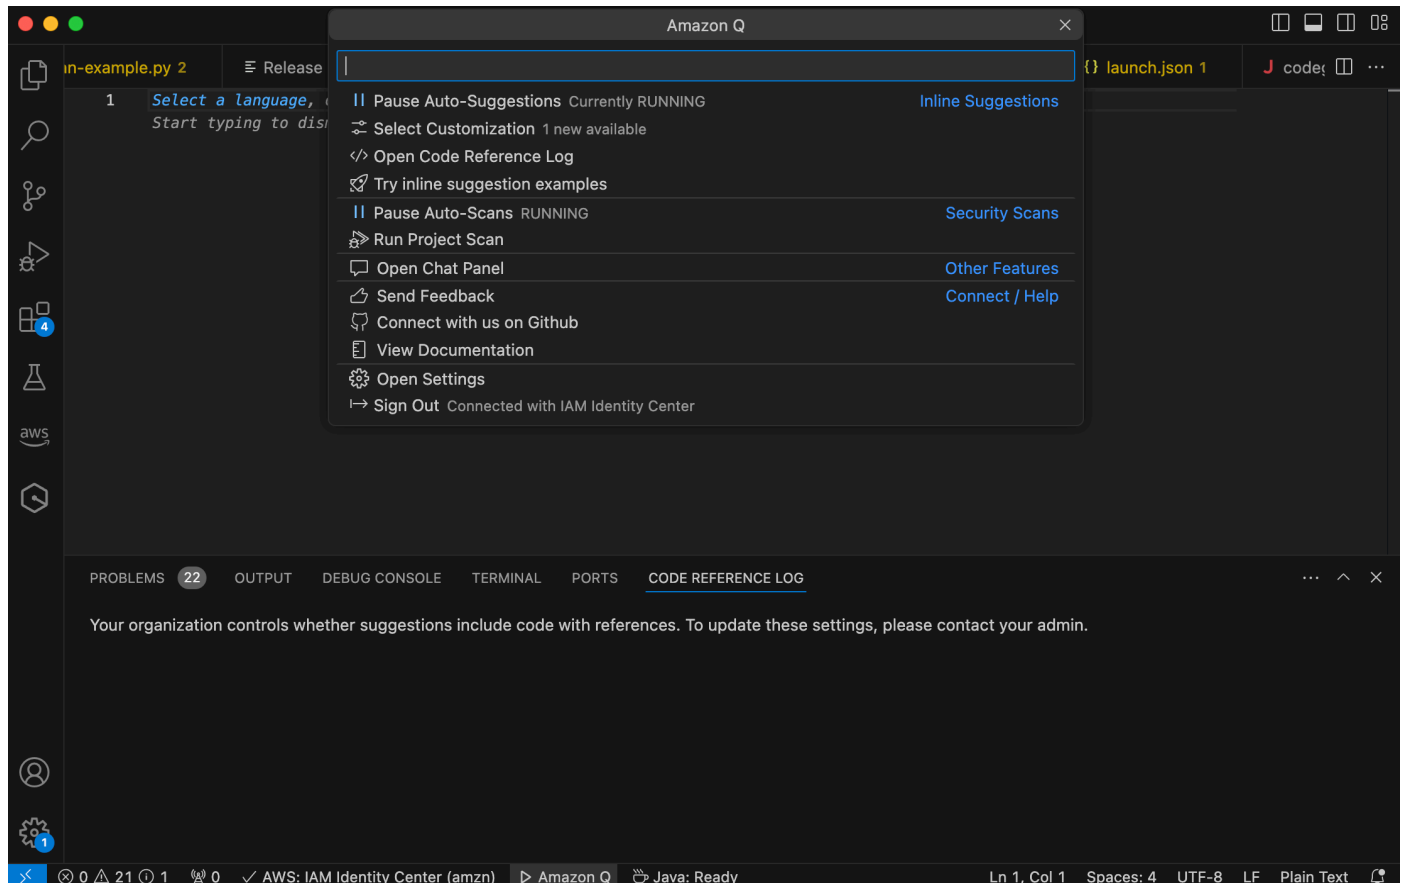 Amazon Q
n-example.py 2
Release
launch.json 1
J code
1 Select a language,
Start typing to dis
Pause Auto-Suggestions Currently RUNNING Inline Suggestions
Select Customization 1 new available
Open Code Reference Log
Try inline suggestion examples
Pause Auto-Scans RUNNING Security Scans
Run Project Scan
Open Chat Panel Other Features
Send Feedback Connect / Help
Connect with us on Github
View Documentation
Open Settings
Sign Out Connected with IAM Identity Center
4
aws
PROBLEMS 22 OUTPUT DEBUG CONSOLE TERMINAL PORTS CODE REFERENCE LOG
Your organization controls whether suggestions include code with references. To update these settings, please contact your admin.
1
0 21 1 0 AWS: IAM Identity Center (amzn) Amazon Q Java: Ready Ln 1, Col 1 Spaces: 4 UTF-8 LF Plain Text